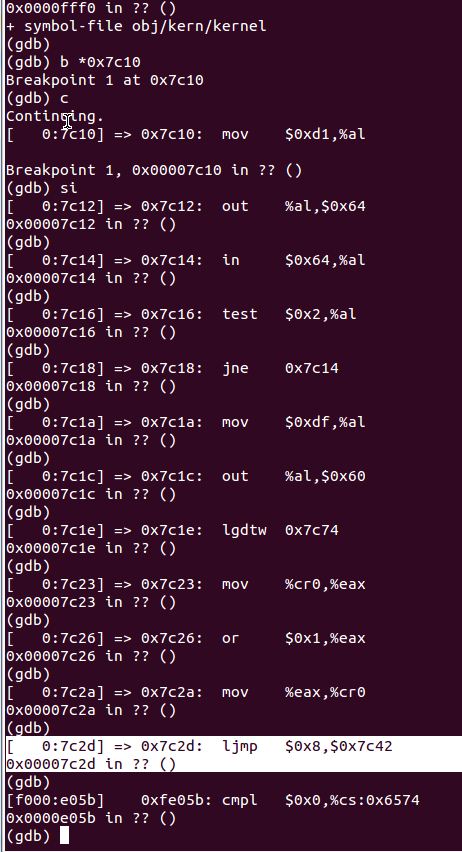 0x0000fff0 in ?? ()
+ symbol-file obj/kern/kernel
(gdb)
(gdb) b *0x7c10
Breakpoint 1 at 0x7c10
(gdb) c
Continuing.
[   0:7c10] => 0x7c10:  mov    $0xd1,%al

Breakpoint 1, 0x00007c10 in ?? ()
(gdb) si
[   0:7c12] => 0x7c12:  out    %al,$0x64
0x00007c12 in ?? ()
(gdb)
[   0:7c14] => 0x7c14:  in     $0x64,%al
0x00007c14 in ?? ()
(gdb)
[   0:7c16] => 0x7c16:  test   $0x2,%al
0x00007c16 in ?? ()
(gdb)
[   0:7c18] => 0x7c18:  jne    0x7c14
0x00007c18 in ?? ()
(gdb)
[   0:7c1a] => 0x7c1a:  mov    $0xdf,%al
0x00007c1a in ?? ()
(gdb)
[   0:7c1c] => 0x7c1c:  out    %al,$0x60
0x00007c1c in ?? ()
(gdb)
[   0:7c1e] => 0x7c1e:  lgdtw  0x7c74
0x00007c1e in ?? ()
(gdb)
[   0:7c23] => 0x7c23:  mov    %cr0,%eax
0x00007c23 in ?? ()
(gdb)
[   0:7c26] => 0x7c26:  or     $0x1,%eax
0x00007c26 in ?? ()
(gdb)
[   0:7c2a] => 0x7c2a:  mov    %eax,%cr0
0x00007c2a in ?? ()
(gdb)
[   0:7c2d] => 0x7c2d:  ljmp   $0x8,$0x7c42
0x00007c2d in ?? ()
(gdb)
[f000:e05b]    0xfe05b: cmpl   $0x0,%cs:0x6574
0x0000e05b in ?? ()
(gdb)